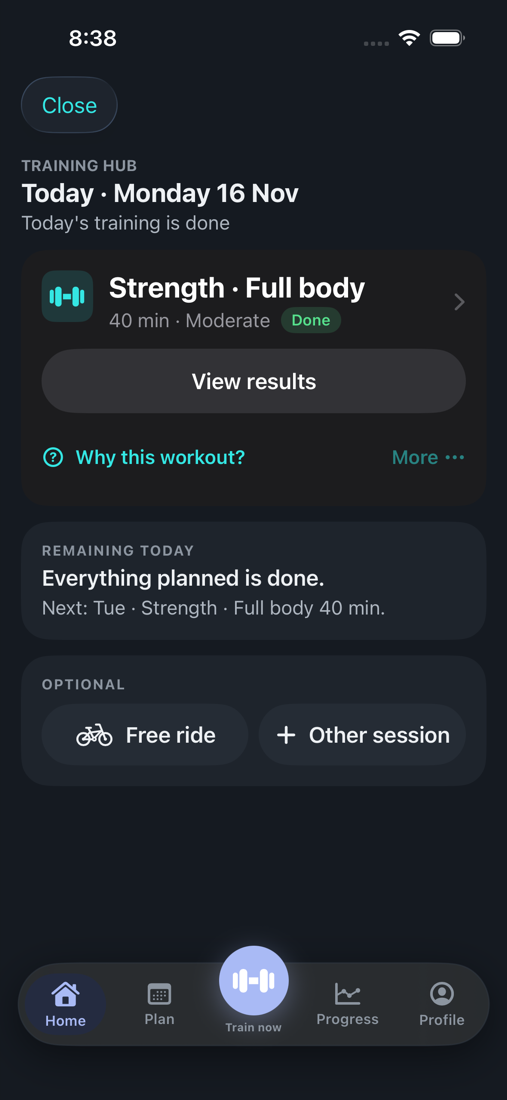 8:38
Close
TRAINING HUB
Today · Monday 16 Nov
Today's training is done
Strength · Full body
40 min · Moderate Done
View results
Why this workout? More ···
REMAINING TODAY
Everything planned is done.
Next: Tue · Strength · Full body 40 min.
OPTIONAL
Free ride + Other session
Home Plan Train now Progress Profile